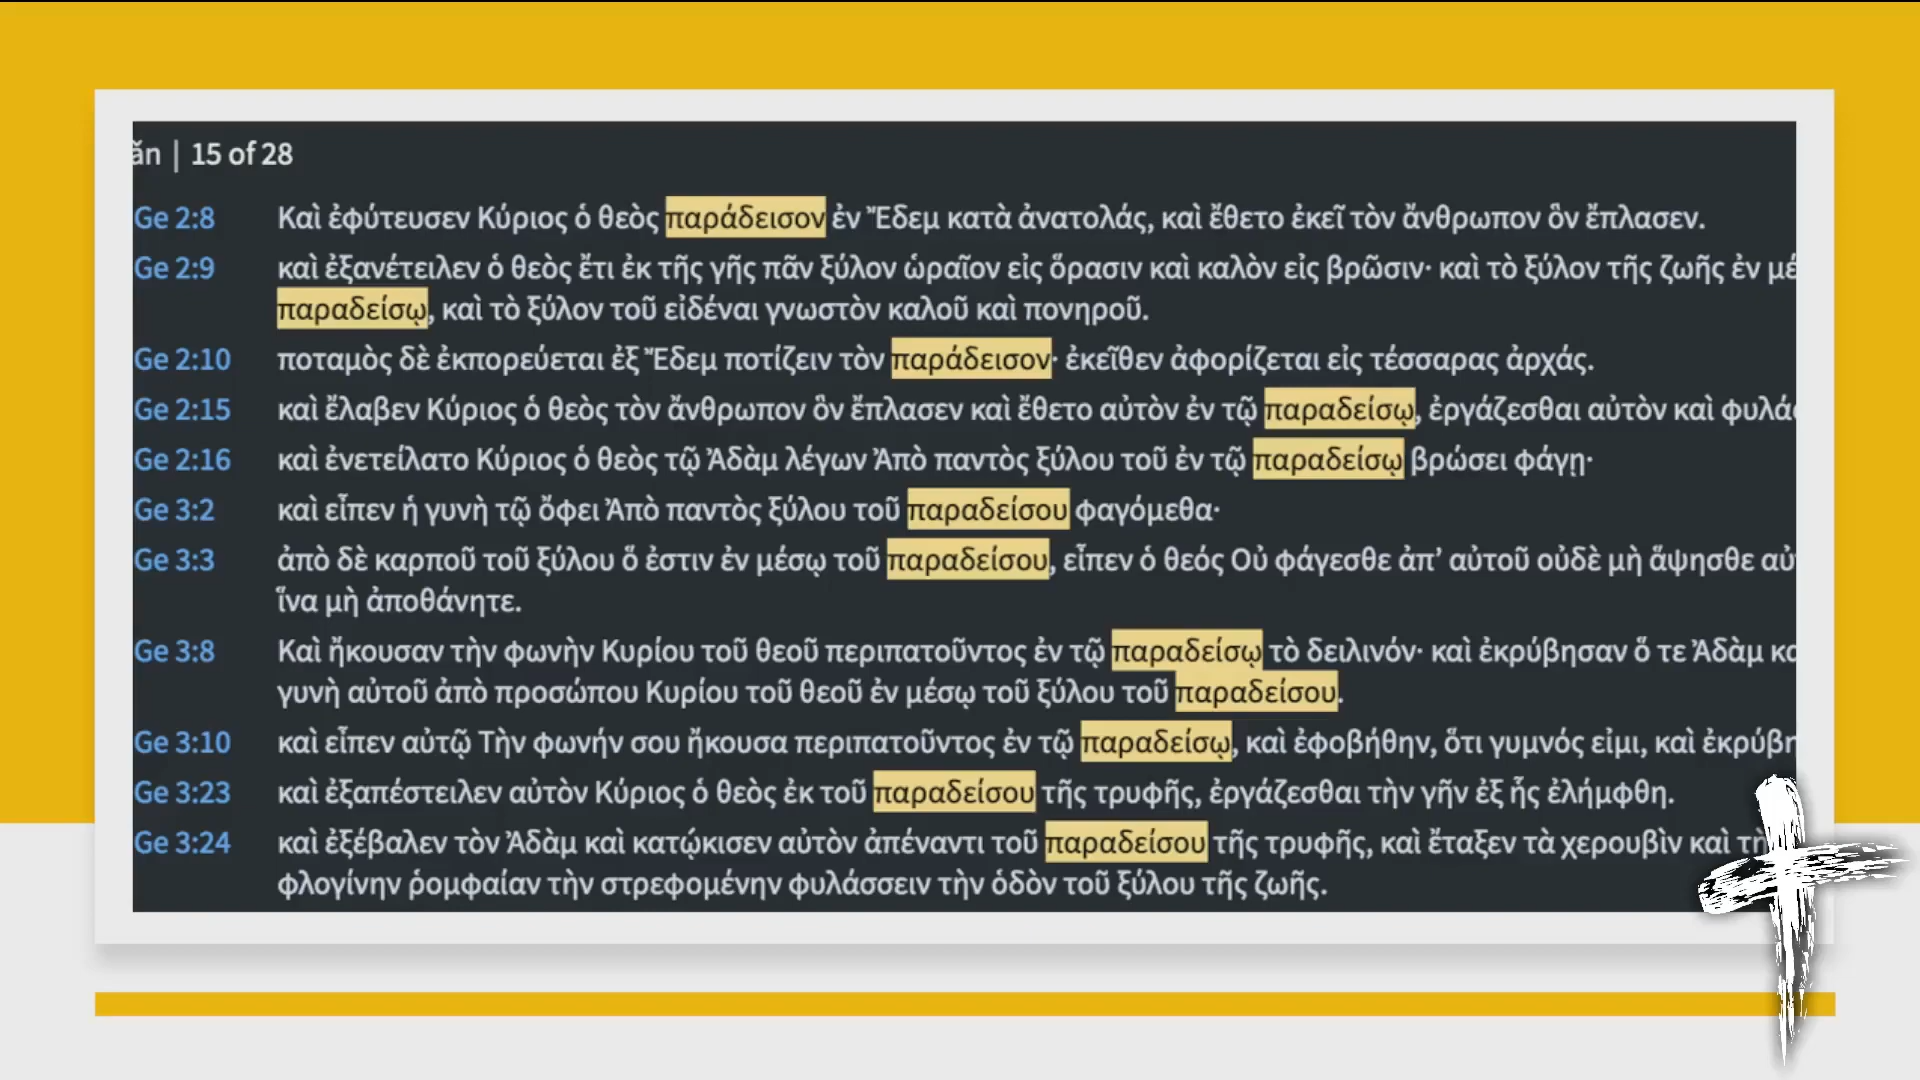 ăn | 15 of 28
Ge 2:8 Καὶ ἐφύτευσεν Κύριος ὁ θεὸς παράδεισον ἐν Ἔδεμ κατὰ ἀνατολάς, καὶ ἔθετο ἐκεῖ τὸν ἄνθρωπον ὃν ἔπλασεν.
Ge 2:9 καὶ ἐξανέτειλεν ὁ θεὸς ἔτι ἐκ τῆς γῆς πᾶν ξύλον ὡραῖον εἰς ὅρασιν καὶ καλὸν εἰς βρῶσιν· καὶ τὸ ξύλον τῆς ζωῆς ἐν μέ
παραδείσῳ, καὶ τὸ ξύλον τοῦ εἰδέναι γνωστὸν καλοῦ καὶ πονηροῦ.
Ge 2:10 ποταμὸς δὲ ἐκπορεύεται ἐξ Ἔδεμ ποτίζειν τὸν παράδεισον· ἐκεῖθεν ἀφορίζεται εἰς τέσσαρας ἀρχάς.
Ge 2:15 καὶ ἔλαβεν Κύριος ὁ θεὸς τὸν ἄνθρωπον ὃν ἔπλασεν καὶ ἔθετο αὐτὸν ἐν τῷ παραδείσῳ, ἐργάζεσθαι αὐτὸν καὶ φυλά
Ge 2:16 καὶ ἐνετείλατο Κύριος ὁ θεὸς τῷ Ἀδὰμ λέγων Ἀπὸ παντὸς ξύλου τοῦ ἐν τῷ παραδείσῳ βρώσει φάγῃ·
Ge 3:2 καὶ εἶπεν ἡ γυνὴ τῷ ὄφει Ἀπὸ παντὸς ξύλου τοῦ παραδείσου φαγόμεθα·
Ge 3:3 ἀπὸ δὲ καρποῦ τοῦ ξύλου ὅ ἐστιν ἐν μέσῳ τοῦ παραδείσου, εἶπεν ὁ θεός Οὐ φάγεσθε ἀπ’ αὐτοῦ οὐδὲ μὴ ἅψησθε αὐ
ἵνα μὴ ἀποθάνητε.
Ge 3:8 Καὶ ἤκουσαν τὴν φωνὴν Κυρίου τοῦ θεοῦ περιπατοῦντος ἐν τῷ παραδείσῳ τὸ δειλινόν· καὶ ἐκρύβησαν ὅ τε Ἀδὰμ κα
γυνὴ αὐτοῦ ἀπὸ προσώπου Κυρίου τοῦ θεοῦ ἐν μέσῳ τοῦ ξύλου τοῦ παραδείσου.
Ge 3:10 καὶ εἶπεν αὐτῷ Τὴν φωνήν σου ἤκουσα περιπατοῦντος ἐν τῷ παραδείσῳ, καὶ ἐφοβήθην, ὅτι γυμνός εἰμι, καὶ ἐκρύβη
Ge 3:23 καὶ ἐξαπέστειλεν αὐτὸν Κύριος ὁ θεὸς ἐκ τοῦ παραδείσου τῆς τρυφῆς, ἐργάζεσθαι τὴν γῆν ἐξ ἧς ἐλήμφθη.
Ge 3:24 καὶ ἐξέβαλεν τὸν Ἀδὰμ καὶ κατῴκισεν αὐτὸν ἀπέναντι τοῦ παραδείσου τῆς τρυφῆς, καὶ ἔταξεν τὰ χερουβὶν καὶ τὴ
φλογίνην ῥομφαίαν τὴν στρεφομένην φυλάσσειν τὴν ὁδὸν τοῦ ξύλου τῆς ζωῆς.